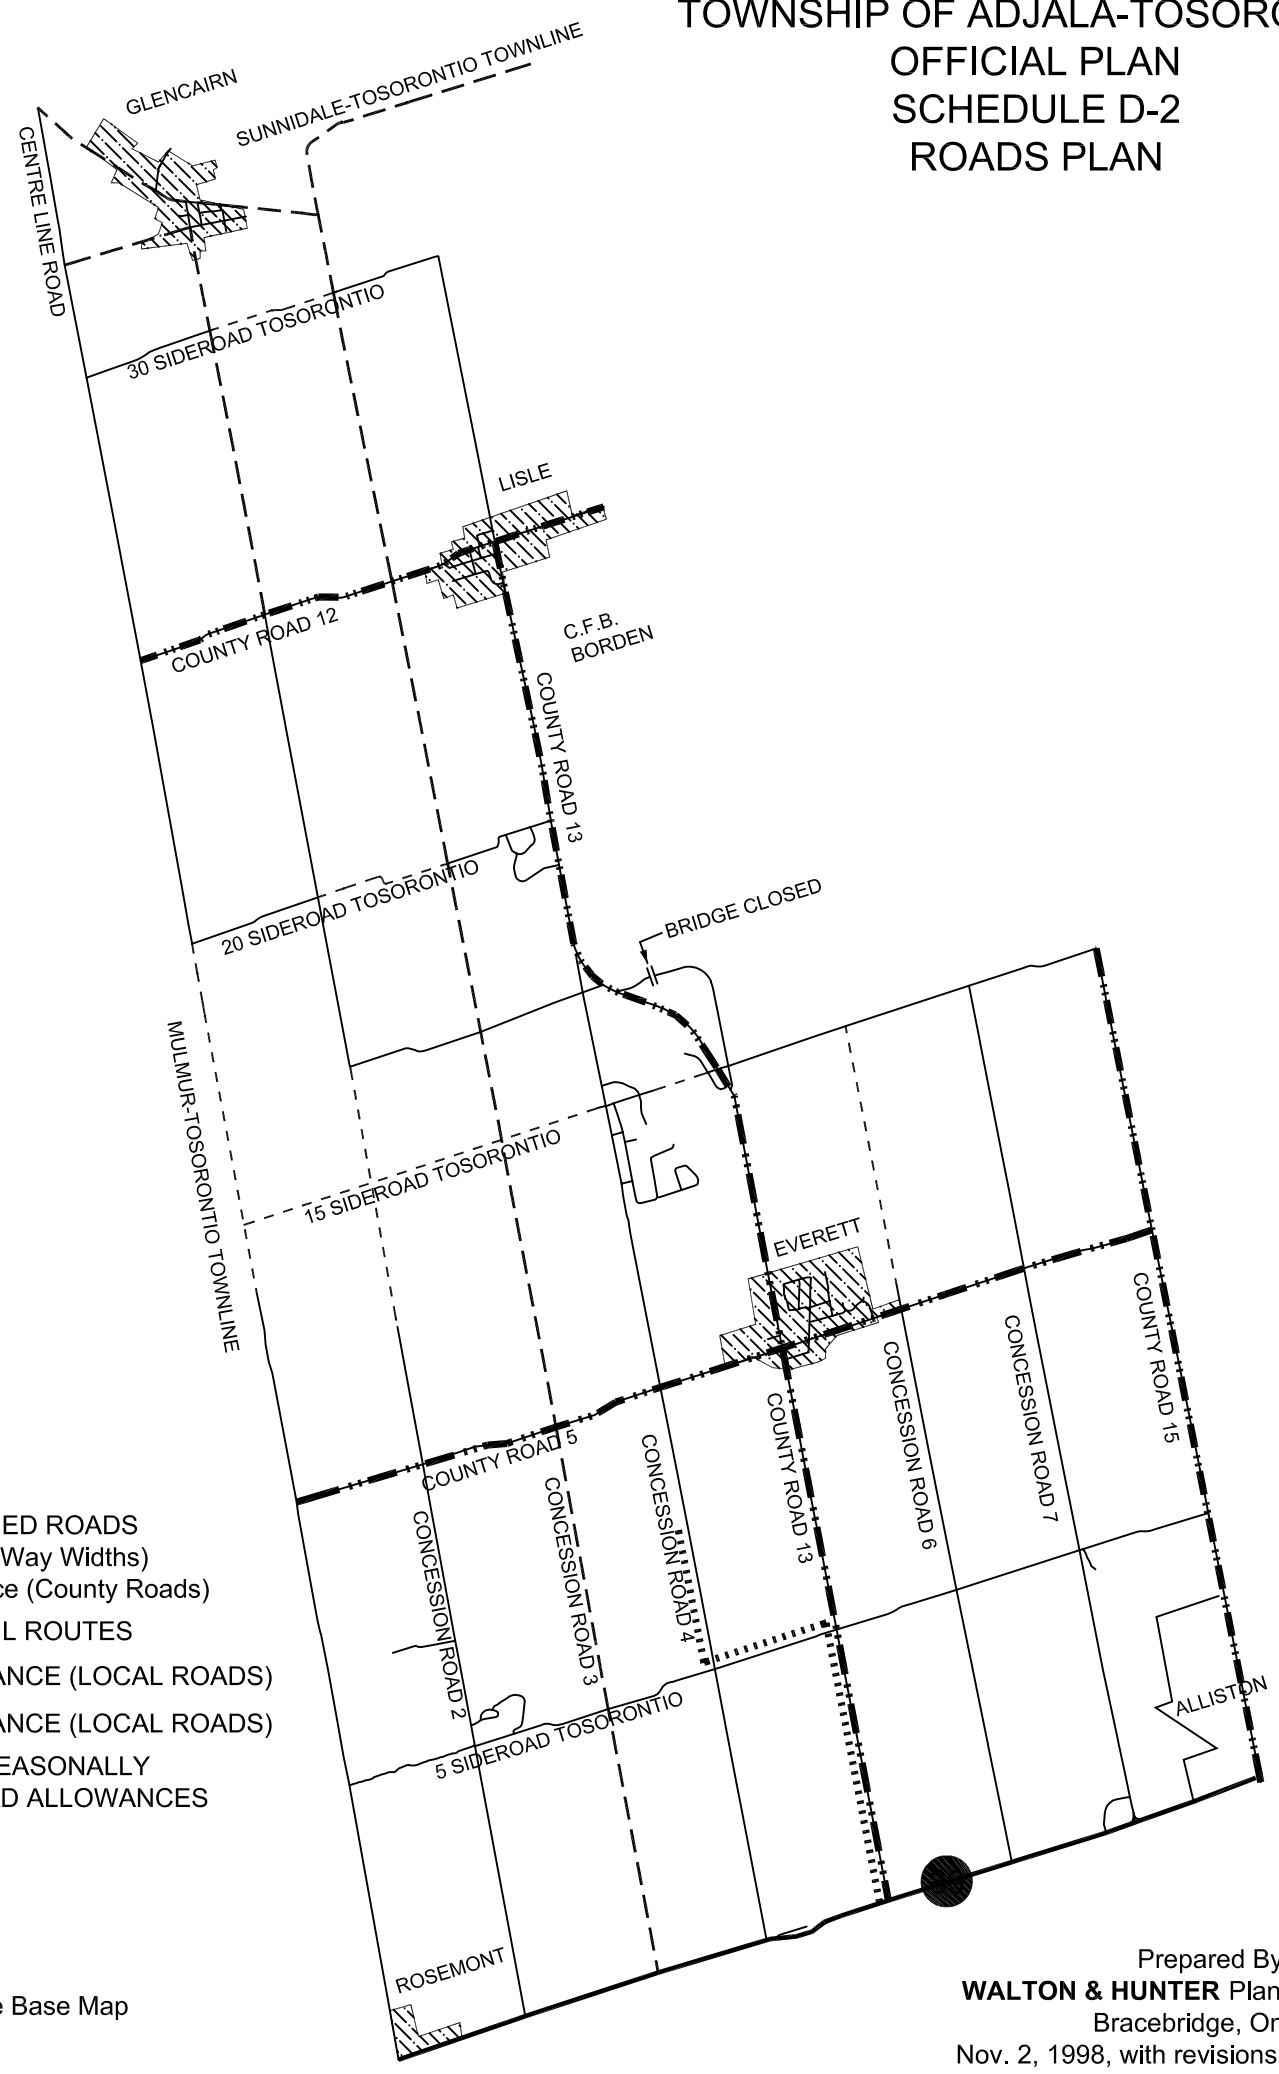 TOWNSHIP OF ADJALA-TOSORO
OFFICIAL PLAN
SCHEDULE D-2
ROADS PLAN
SUNNIDALE-TOSORONTIO TOWNLINE
GLENCAIRN
CENTRE LINE ROAD
30 SIDEROAD TOSORONTIO
LISLE
COUNTY ROAD 12
C.F.B.
BORDEN
COUNTY ROAD 13
20 SIDEROAD TOSORONTIO
BRIDGE CLOSED
MULMUR-TOSORONTIO TOWNLINE
15 SIDEROAD TOSORONTIO
EVERETT
COUNTY ROAD 15
CONCESSION ROAD 7
CONCESSION ROAD 6
COUNTY ROAD 13
COUNTY ROAD 5
CONCESSION ROAD 4
CONCESSION ROAD 3
CONCESSION ROAD 2
ED ROADS
Way Widths)
ce (County Roads)
L ROUTES
ANCE (LOCAL ROADS)
ANCE (LOCAL ROADS)
EASONALLY
AD ALLOWANCES
5 SIDEROAD TOSORONTIO
ALLISTON
ROSEMONT
e Base Map
Prepared By
WALTON & HUNTER Plan
Bracebridge, On
Nov. 2, 1998, with revisions